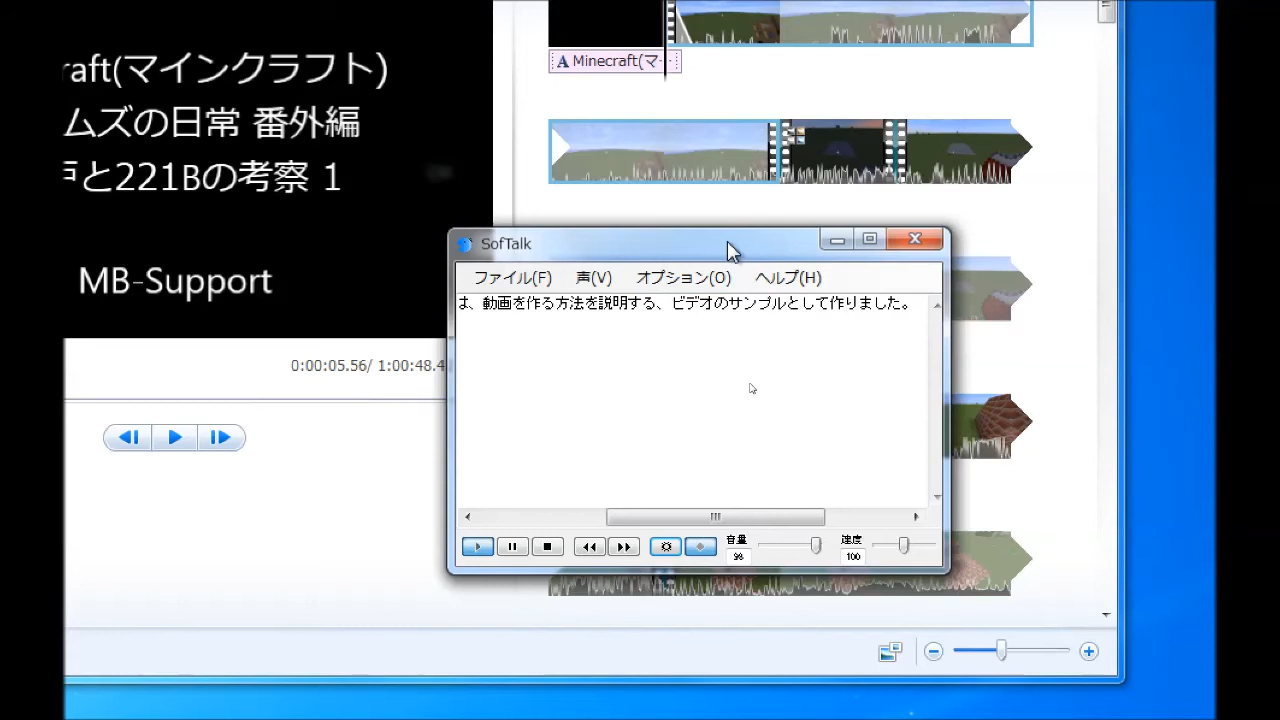 raft(マインクラフト)
ムズの日常 番外編
と221Bの考察 1
MB-Support
0:00:05.56/ 1:00:48.4
A Minecraft(マ
SofTalk
ファイル(F) 声(V) オプション(O) ヘルプ(H)
は、動画を作る方法を説明する、ビデオのサンプルとして作りました。
音量 速度
96 100